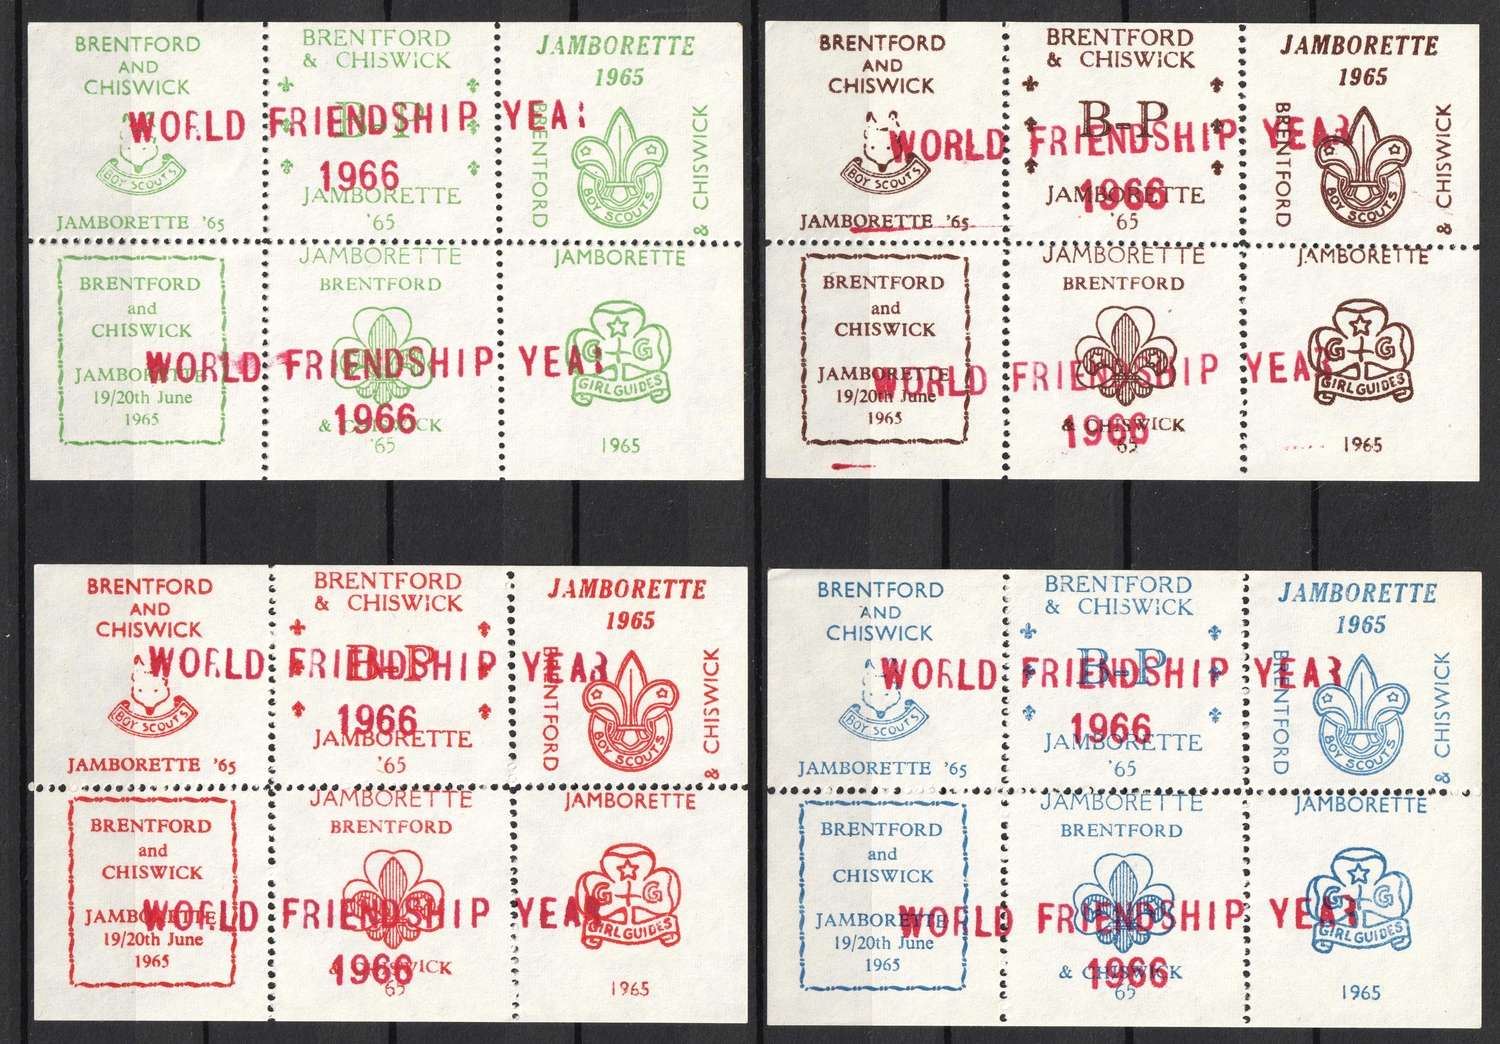 BRENTFORD
AND
CHISWICK
BOY SCOUTS
JAMBORETTE '65
BRENTFORD
& CHISWICK
B-P
JAMBORETTE
'65
JAMBORETTE
1965
BRENTFORD
& CHISWICK
BOY SCOUTS
WORLD FRIENDSHIP YEAR
1966
BRENTFORD
and
CHISWICK
JAMBORETTE
19/20th June
1965
JAMBORETTE
BRENTFORD
& CHISWICK
'65
JAMBORETTE
G G
GIRL GUIDES
1965
WORLD FRIENDSHIP YEAR
1966
BRENTFORD
AND
CHISWICK
BOY SCOUTS
JAMBORETTE '65
BRENTFORD
& CHISWICK
B-P
JAMBORETTE
'65
JAMBORETTE
1965
BRENTFORD
& CHISWICK
BOY SCOUTS
WORLD FRIENDSHIP YEAR
1966
BRENTFORD
and
CHISWICK
JAMBORETTE
19/20th June
1965
JAMBORETTE
BRENTFORD
& CHISWICK
65
JAMBORETTE
G G
GIRL GUIDES
1965
WORLD FRIENDSHIP YEAR
1966
BRENTFORD
AND
CHISWICK
BOY SCOUTS
JAMBORETTE '65
BRENTFORD
& CHISWICK
B-P
JAMBORETTE
'65
JAMBORETTE
1965
BRENTFORD
& CHISWICK
BOY SCOUTS
WORLD FRIENDSHIP YEAR
1966
BRENTFORD
and
CHISWICK
JAMBORETTE
19/20th June
1965
JAMBORETTE
BRENTFORD
& CHISWICK
65
JAMBORETTE
G G
GIRL GUIDES
1965
WORLD FRIENDSHIP YEAR
1966
BRENTFORD
AND
CHISWICK
BOY SCOUTS
JAMBORETTE '65
BRENTFORD
& CHISWICK
B-P
JAMBORETTE
'65
JAMBORETTE
1965
BRENTFORD
& CHISWICK
BOY SCOUTS
WORLD FRIENDSHIP YEAR
1966
BRENTFORD
and
CHISWICK
JAMBORETTE
19/20th June
1965
JAMBORETTE
BRENTFORD
& CHISWICK
65
JAMBORETTE
G G
GIRL GUIDES
1965
WORLD FRIENDSHIP YEAR
1966